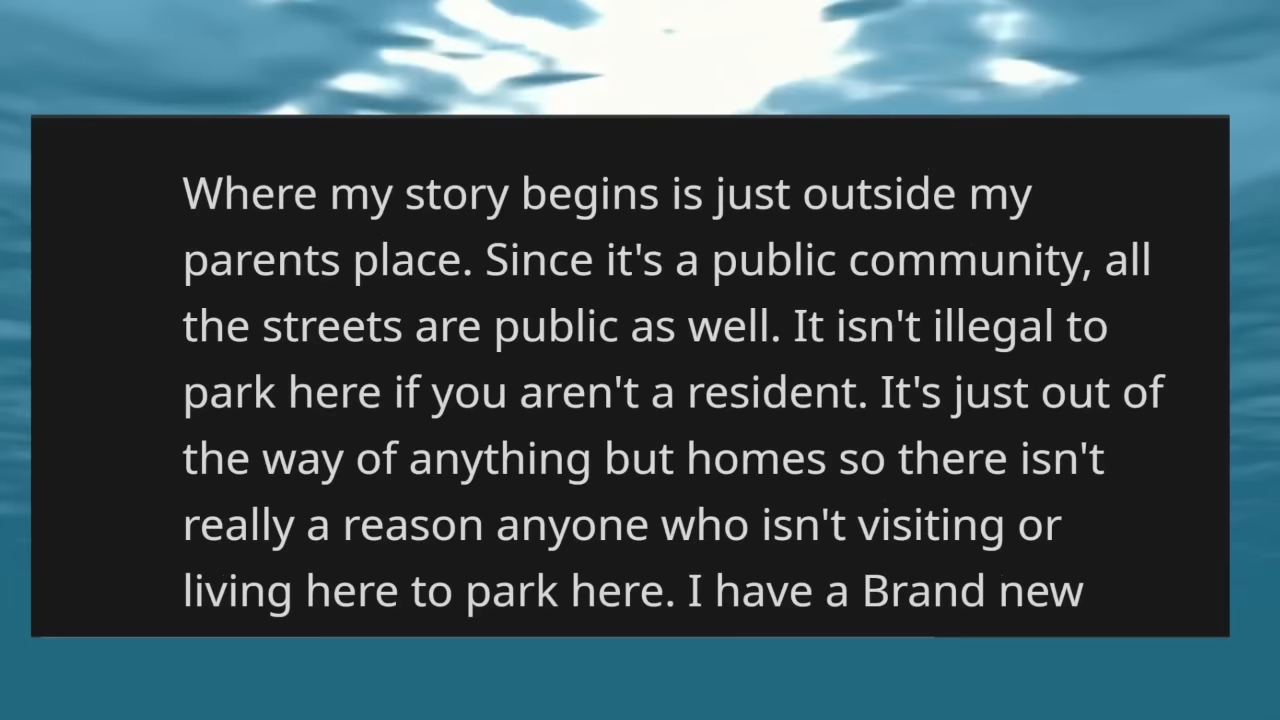 Where my story begins is just outside my
parents place. Since it's a public community, all
the streets are public as well. It isn't illegal to
park here if you aren't a resident. It's just out of
the way of anything but homes so there isn't
really a reason anyone who isn't visiting or
living here to park here. I have a Brand new